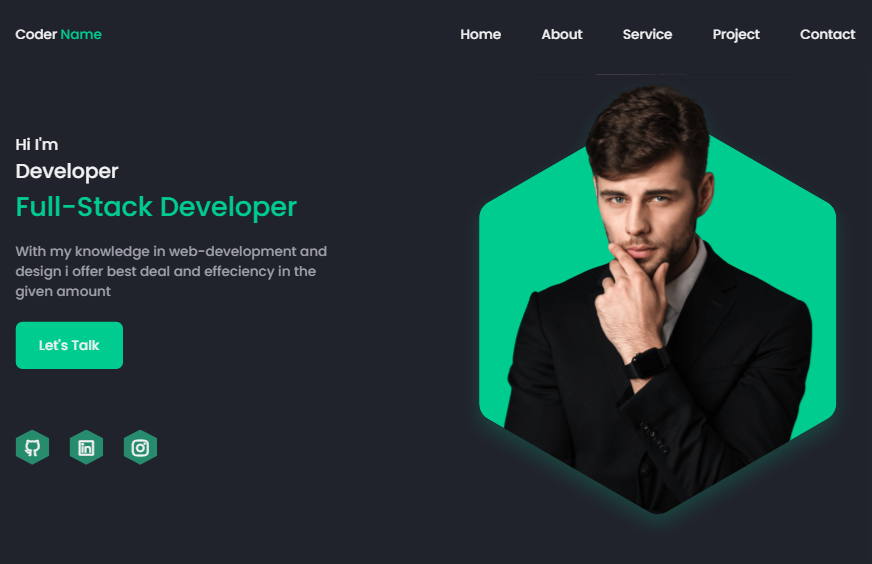 Coder Name
Home About Service Project Contact
Hi I'm
Developer
Full-Stack Developer
With my knowledge in web-development and
design i offer best deal and effeciency in the
given amount
Let's Talk
in